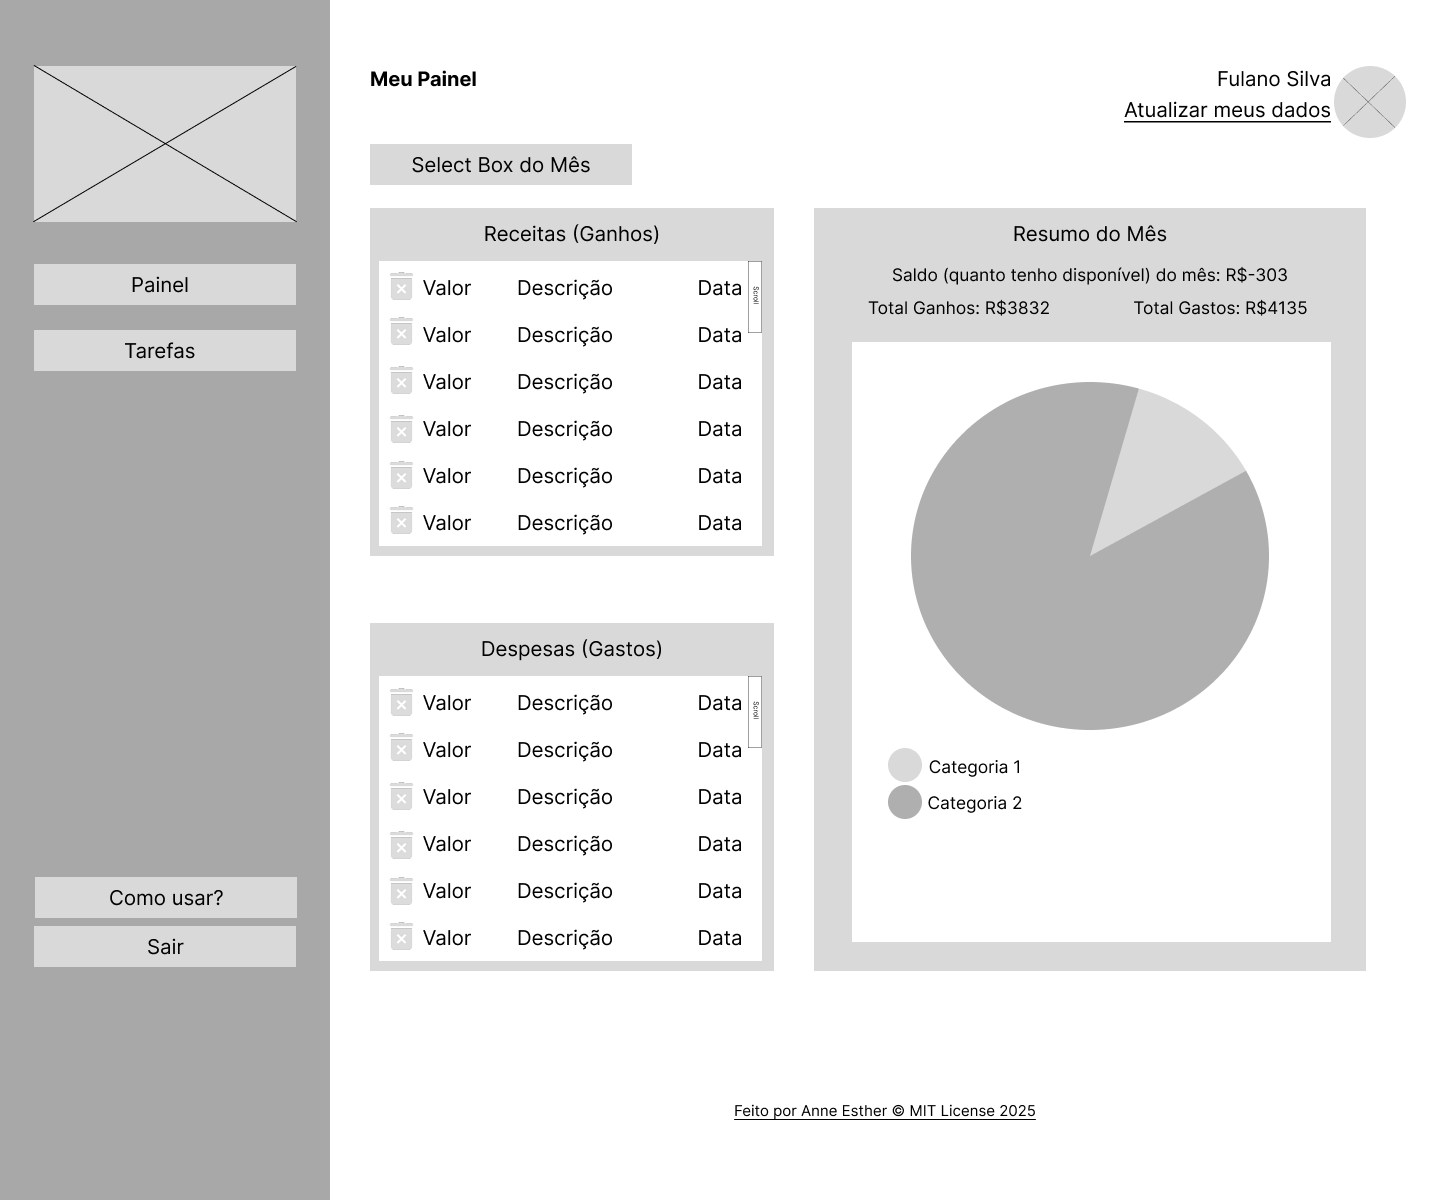 Meu Painel
Fulano Silva
Atualizar meus dados
Painel
Tarefas
Como usar?
Sair
Select Box do Mês
Receitas (Ganhos)
Valor Descrição Data
Valor Descrição Data
Valor Descrição Data
Valor Descrição Data
Valor Descrição Data
Valor Descrição Data
Scroll
Despesas (Gastos)
Valor Descrição Data
Valor Descrição Data
Valor Descrição Data
Valor Descrição Data
Valor Descrição Data
Valor Descrição Data
Scroll
Resumo do Mês
Saldo (quanto tenho disponível) do mês: R$-303
Total Ganhos: R$3832 Total Gastos: R$4135
Categoria 1
Categoria 2
Feito por Anne Esther © MIT License 2025